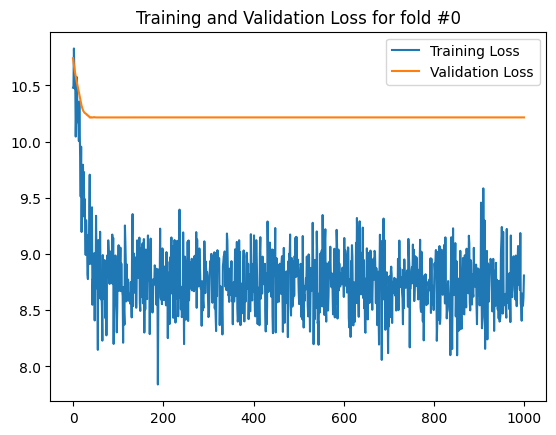 Training and Validation Loss for fold #0
Training Loss
Validation Loss
10.5
10.0
9.5
9.0
8.5
8.0
0 200 400 600 800 1000